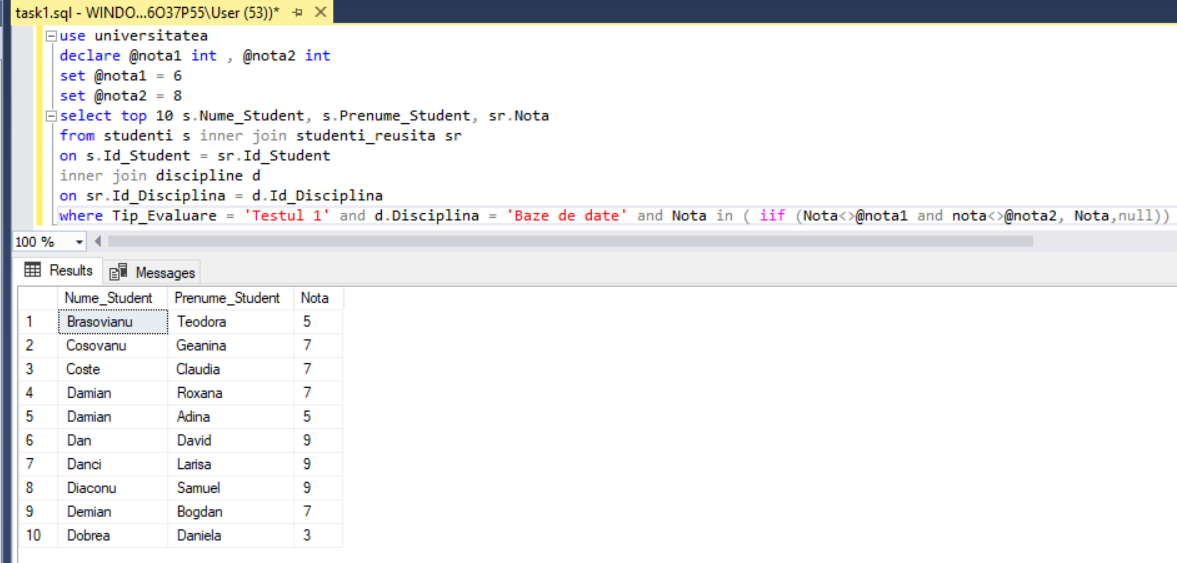 task1.sql - WINDO...6O37P55\User (53))*
use universitatea
declare @nota1 int , @nota2 int
set @nota1 = 6
set @nota2 = 8
select top 10 s.Nume_Student, s.Prenume_Student, sr.Nota
from studenti s inner join studenti_reusita sr
on s.Id_Student = sr.Id_Student
inner join discipline d
on sr.Id_Disciplina = d.Id_Disciplina
where Tip_Evaluare = 'Testul 1' and d.Disciplina = 'Baze de date' and Nota in ( iif (Nota<>@nota1 and nota<>@nota2, Nota,null))
100 %
Results Messages
Nume_Student Prenume_Student Nota
1 Brasovianu Teodora 5
2 Cosovanu Geanina 7
3 Coste Claudia 7
4 Damian Roxana 7
5 Damian Adina 5
6 Dan David 9
7 Danci Larisa 9
8 Diaconu Samuel 9
9 Demian Bogdan 7
10 Dobrea Daniela 3